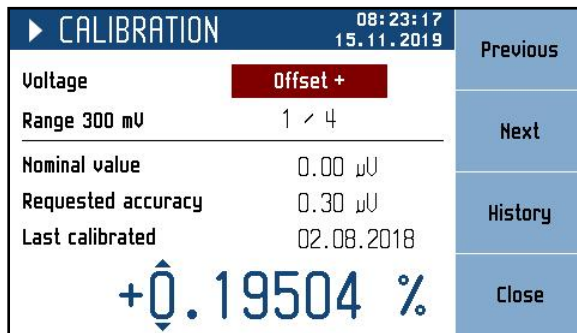 CALIBRATION
08:23:17
15.11.2019
Voltage Offset +
Range 300 mV 1 / 4
Nominal value 0.00 µV
Requested accuracy 0.30 µV
Last calibrated 02.08.2018
+0.19504 %
Previous
Next
History
Close